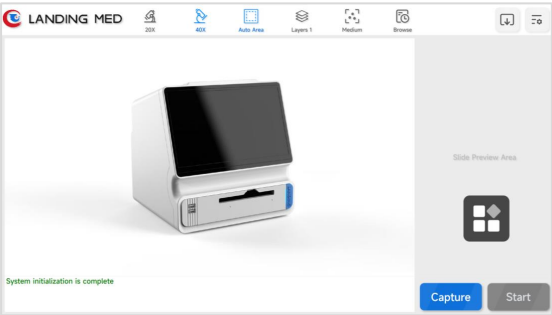 LANDING MED
20X
40X
Auto Area
Layers 1
Medium
Browse
Slide Preview Area
System initialization is complete
Capture
Start